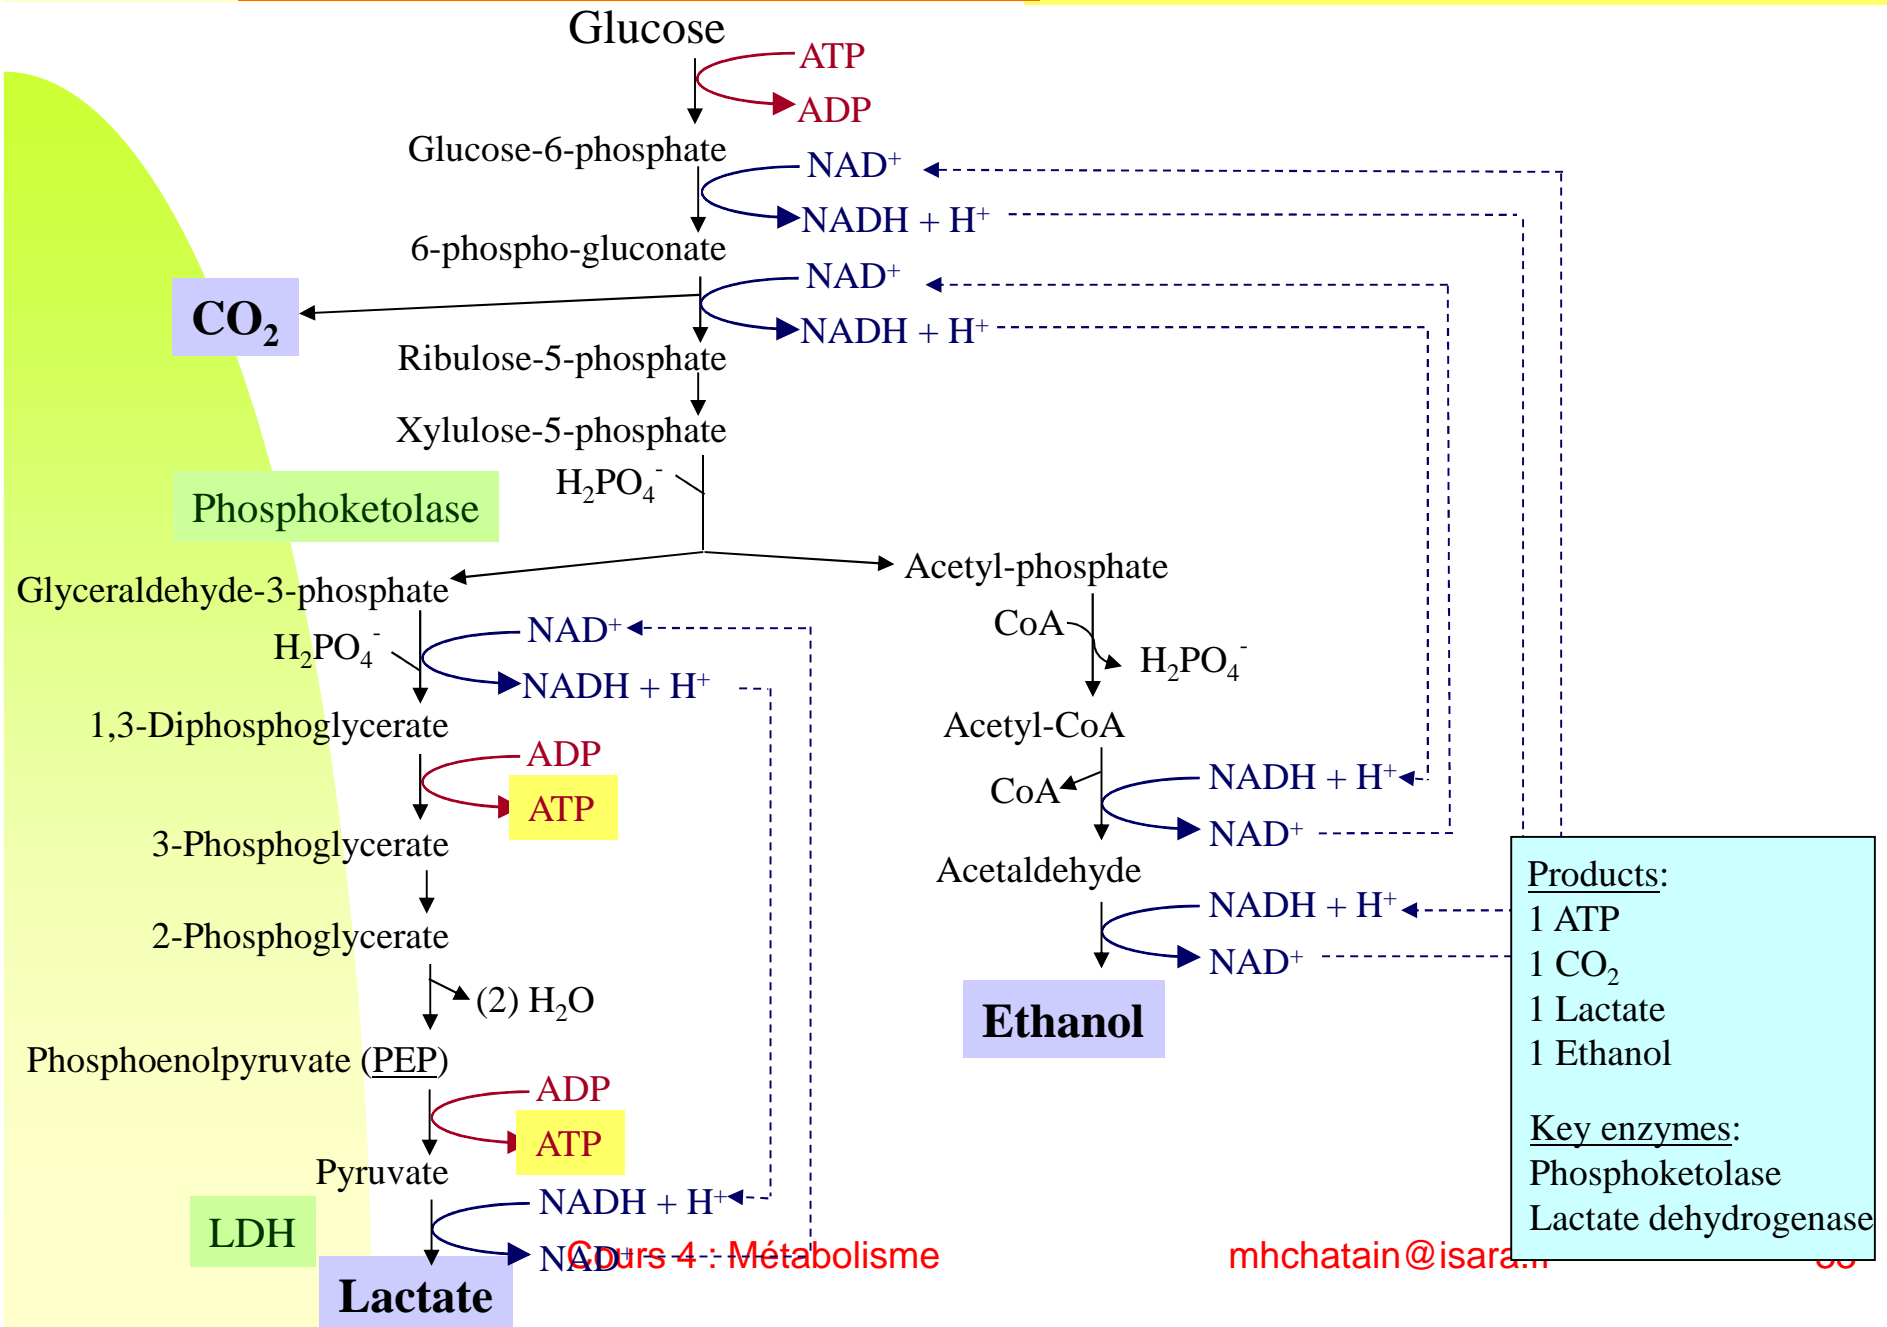 Glucose
ATP
ADP
Glucose-6-phosphate
NAD⁺
NADH + H⁺
6-phospho-gluconate
NAD⁺
CO₂
NADH + H⁺
Ribulose-5-phosphate
Xylulose-5-phosphate
H₂PO₄⁻
Phosphoketolase
Acetyl-phosphate
Glyceraldehyde-3-phosphate
CoA
NAD⁺
H₂PO₄⁻
H₂PO₄⁻
NADH + H⁺
1,3-Diphosphoglycerate
Acetyl-CoA
ADP
NADH + H⁺
CoA
ATP
NAD⁺
3-Phosphoglycerate
Acetaldehyde
NADH + H⁺
2-Phosphoglycerate
NAD⁺
(2) H₂O
Ethanol
Phosphoenolpyruvate (PEP)
ADP
ATP
Pyruvate
NADH + H⁺
LDH
NAD⁺
Lactate
Products:
1 ATP
1 CO₂
1 Lactate
1 Ethanol
Key enzymes:
Phosphoketolase
Lactate dehydrogenase
Cours 4 : Métabolisme